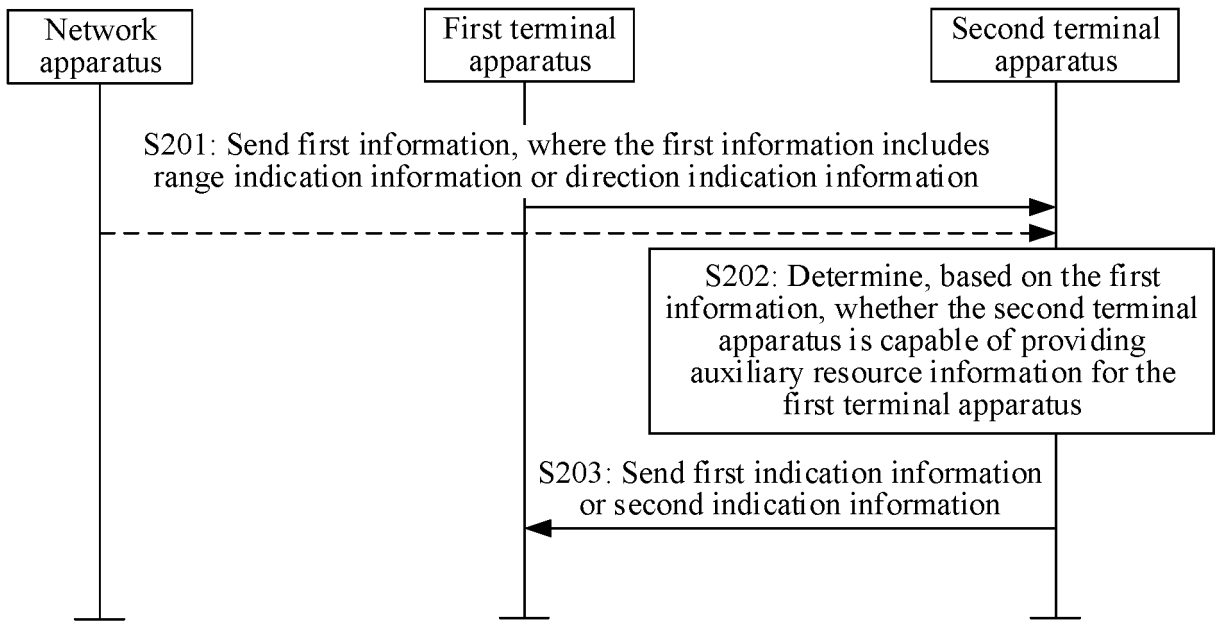 Network
apparatus
First terminal
apparatus
Second terminal
apparatus
S201: Send first information, where the first information includes
range indication information or direction indication information
S202: Determine, based on the first
information, whether the second terminal
apparatus is capable of providing
auxiliary resource information for the
first terminal apparatus
S203: Send first indication information
or second indication information